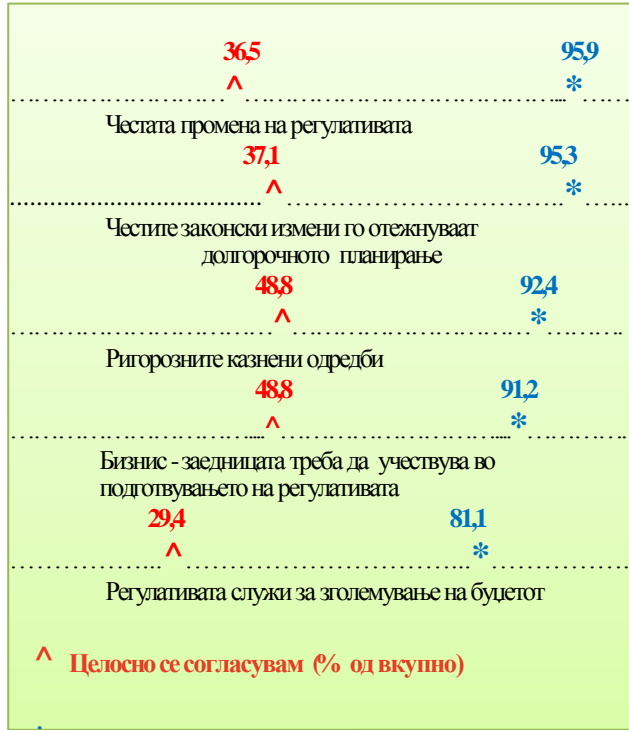 36,5 95,9
^ *
Честата промена на регулативата
37,1 95,3
^ *
Честите законски измени го отежнуваат
долгорочното планирање
48,8 92,4
^ *
Ригорозните казнени одредби
48,8 91,2
^ *
Бизнис - заедницата треба да учествува во
подготвувањето на регулативата
29,4 81,1
^ *
Регулативата служи за зголемување на буџетот
^ Целосно се согласувам (% од вкупно)